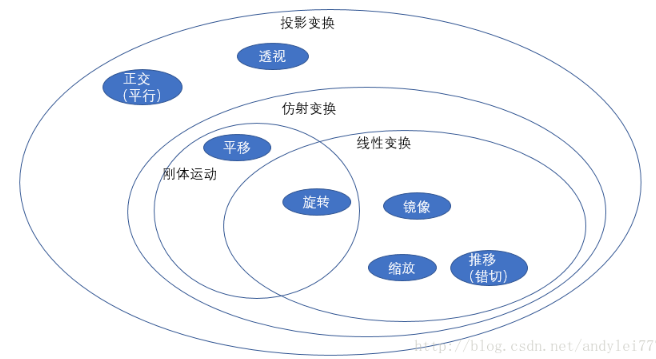 投影变换
透视
正交
(平行)
仿射变换
平移
线性变换
刚体运动
旋转
镜像
缩放
推移
(错切)
http://blog.csdn.net/andylei777